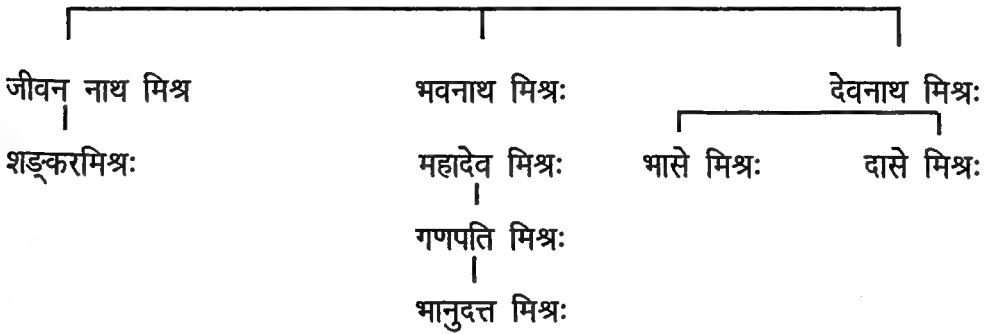 जीवन नाथ मिश्र भवनाथ मिश्रः देवनाथ मिश्रः
शङ्करमिश्रः महादेव मिश्रः भासे मिश्रः दासे मिश्रः
गणपति मिश्रः
भानुदत्त मिश्रः